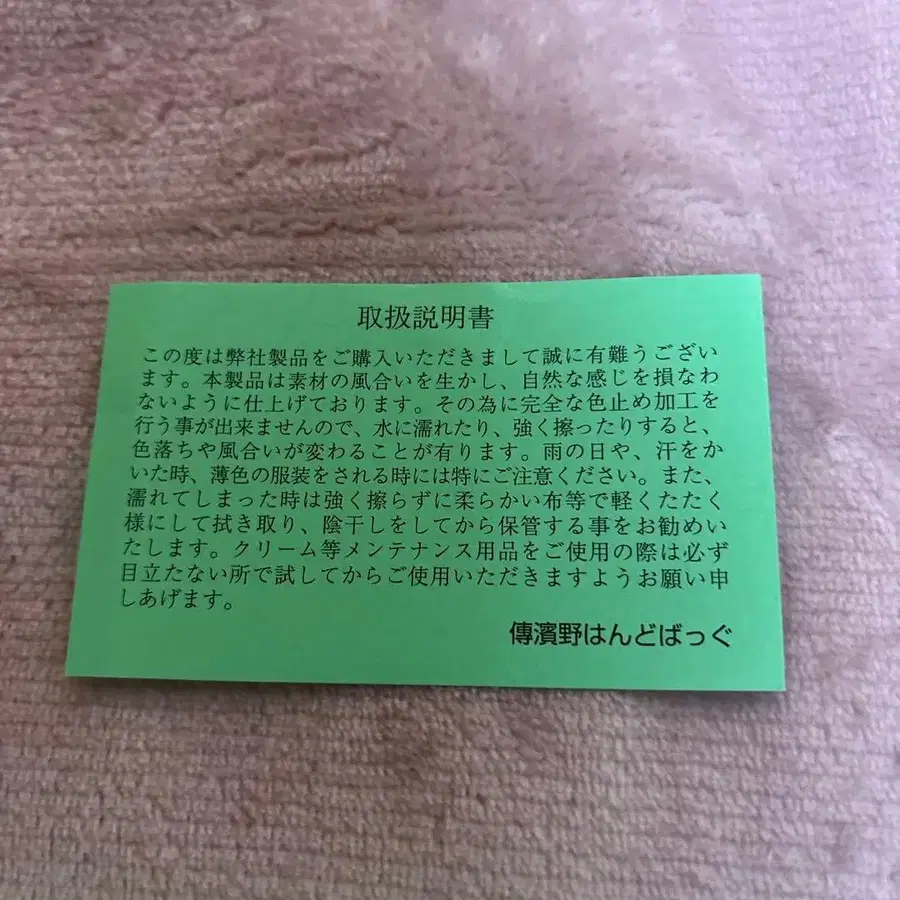 取扱説明書
この度は弊社製品をご購入いただきまして誠に有難うござい
ます。本製品は素材の風合いを生かし、自然な感じを損なわ
ないように仕上げております。その為に完全な色止め加工を
行う事が出来ませんので、水に濡れたり、強く擦ったりすると、
色落ちや風合いが変わることが有ります。雨の日や、汗をか
いた時、薄色の服装をされる時には特にご注意ください。また、
濡れてしまった時は強く擦らずに柔らかい布等で軽くたたく
様にして拭き取り、陰干しをしてから保管する事をお勧めい
たします。クリーム等メンテナンス用品をご使用の際は必ず
目立たない所で試してからご使用いただきますようお願い申
しあげます。
傳濱野はんどばっぐ